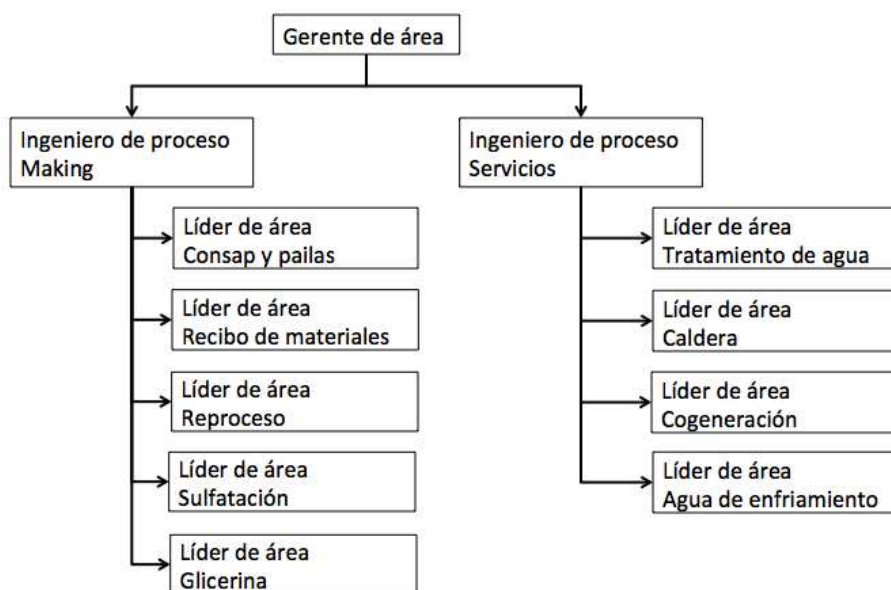 Gerente de área
Ingeniero de proceso
Making
Líder de área
Consap y pailas
Líder de área
Recibo de materiales
Líder de área
Reproceso
Líder de área
Sulfatación
Líder de área
Glicerina
Ingeniero de proceso
Servicios
Líder de área
Tratamiento de agua
Líder de área
Caldera
Líder de área
Cogeneración
Líder de área
Agua de enfriamiento